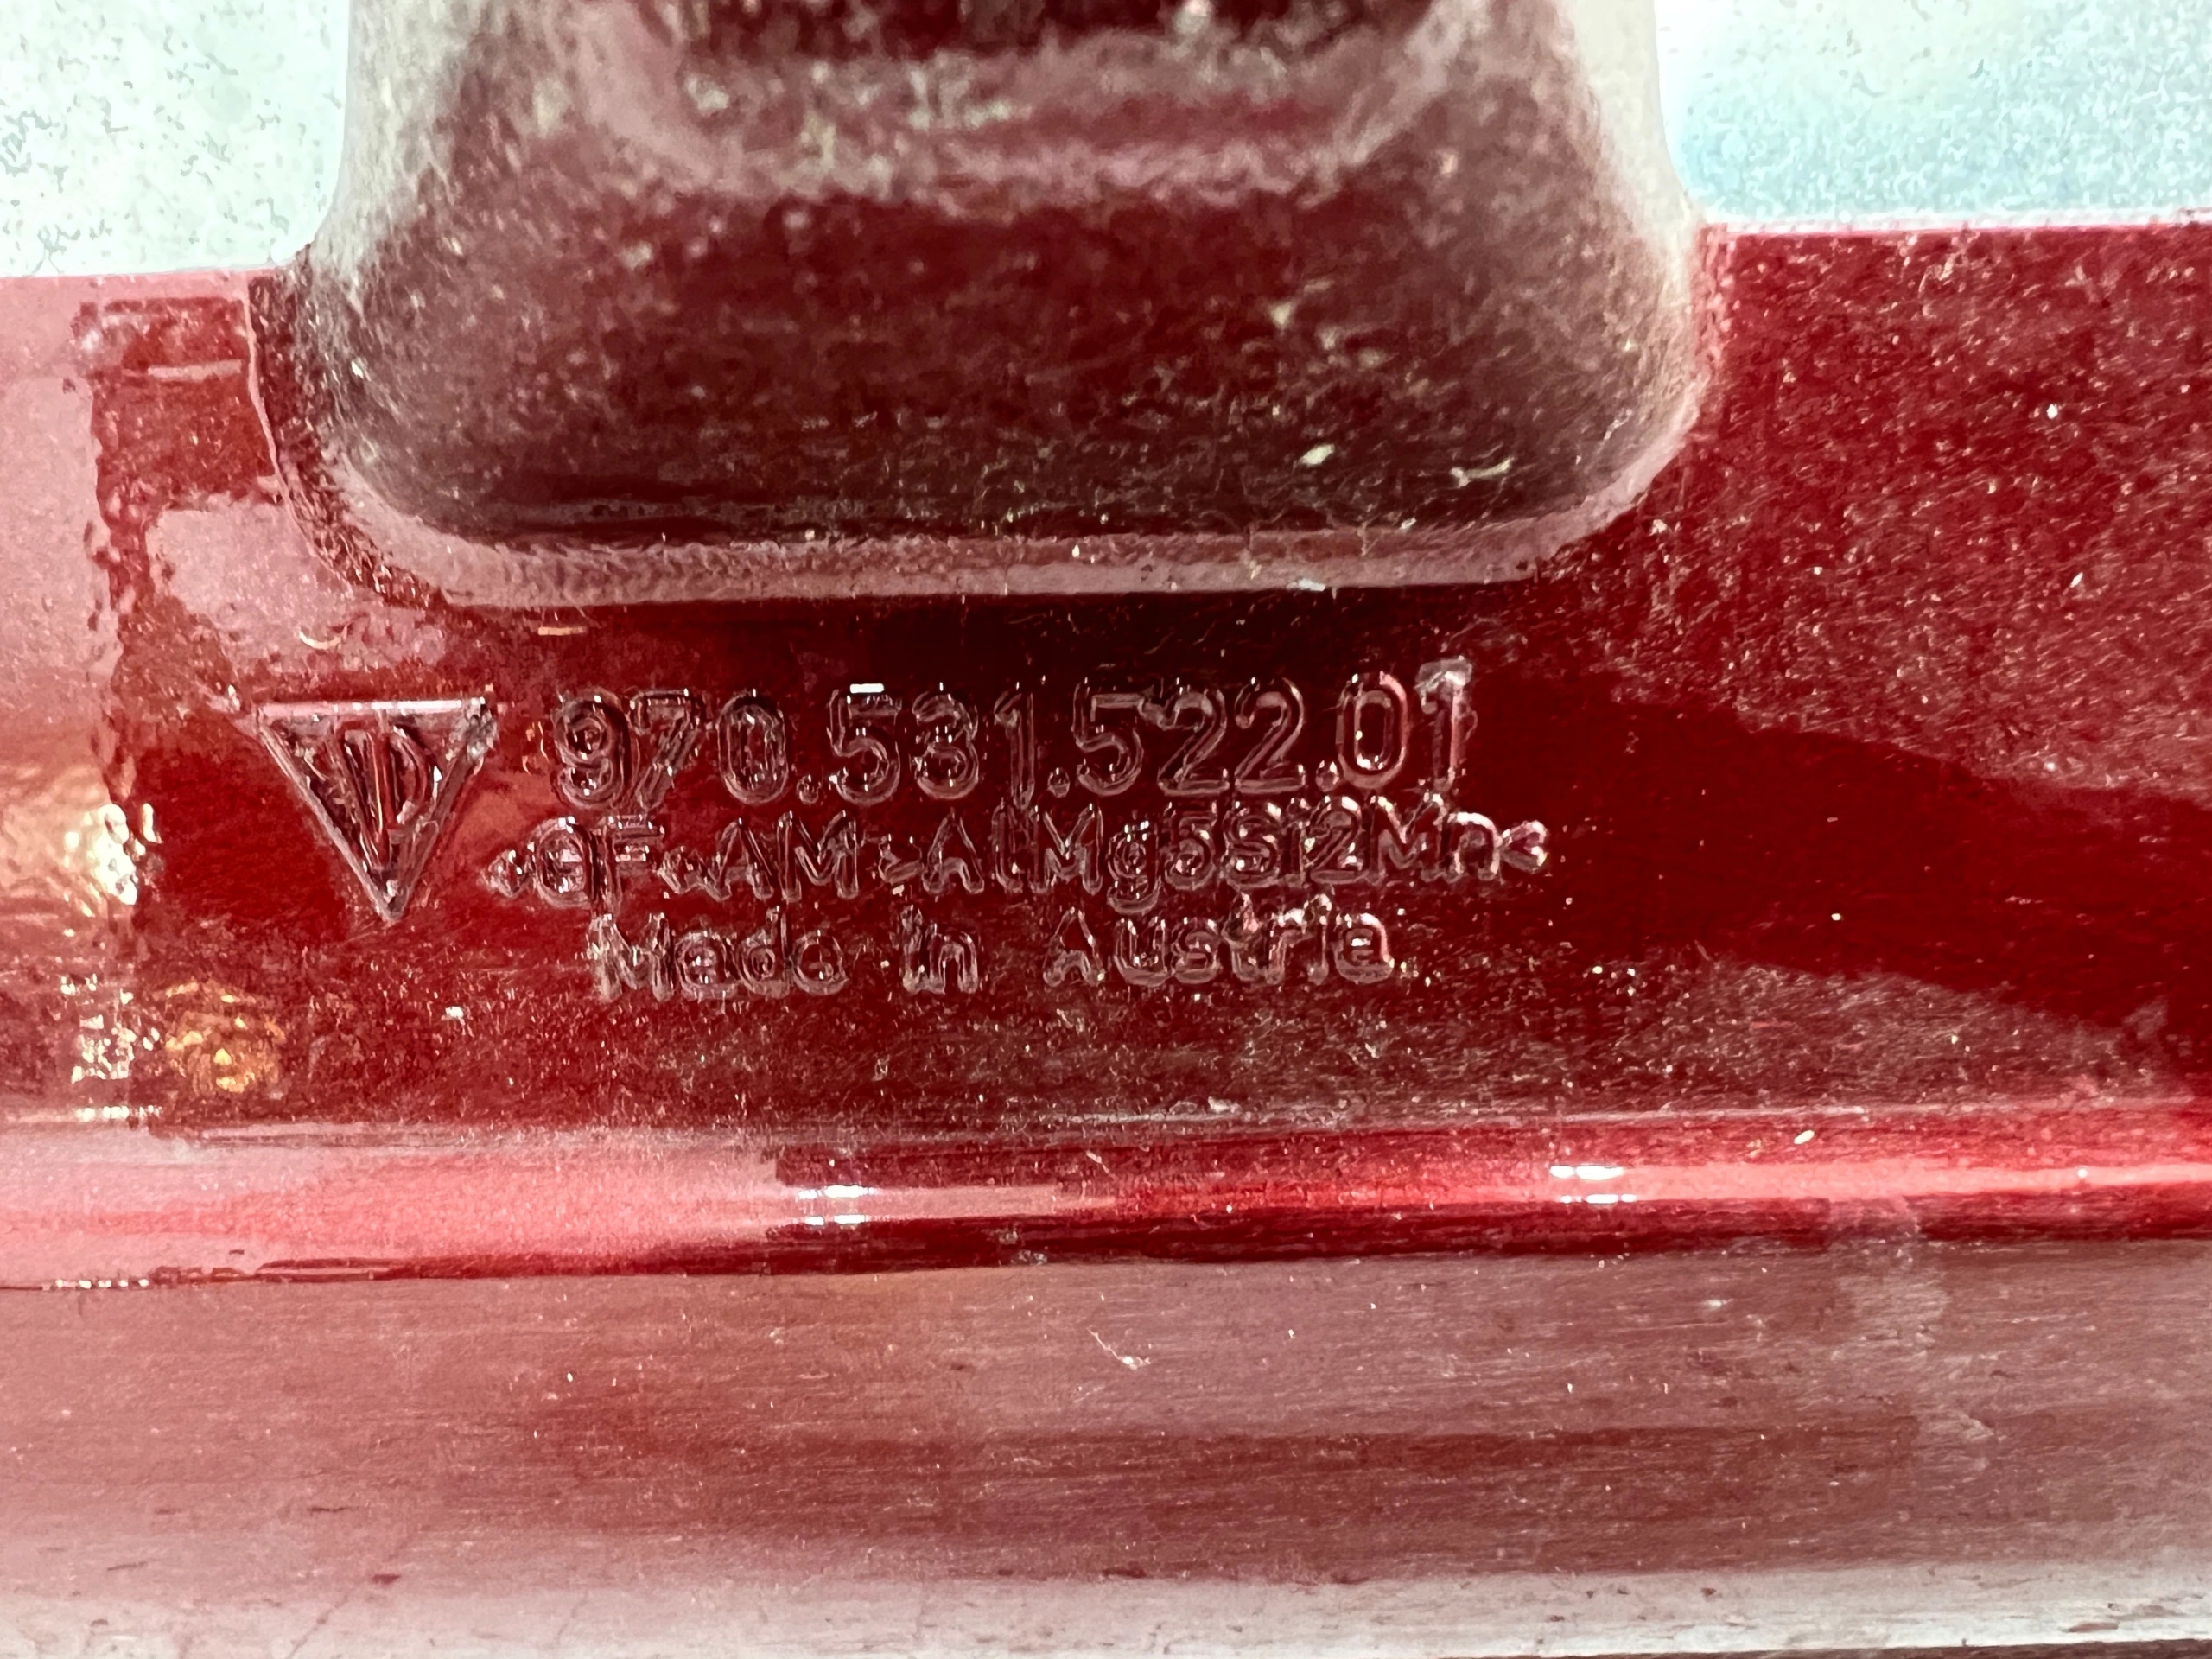 970.531.522.01
<GF-AM>AlMg5Si2Mn<
Made in Austria